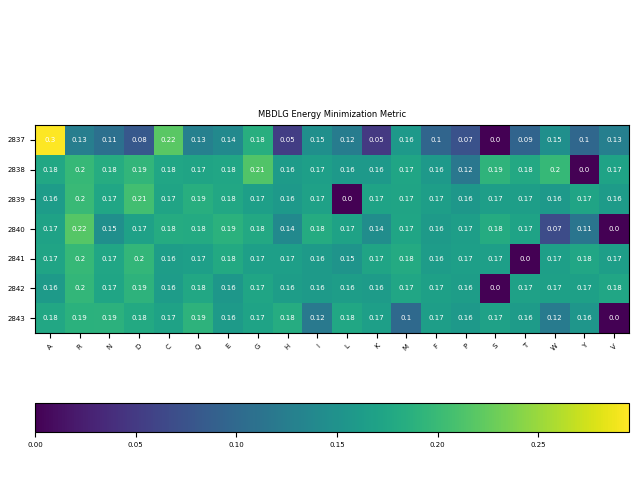 MBDLG Energy Minimization Metric
2837 0.3 0.13 0.11 0.08 0.22 0.13 0.14 0.18 0.05 0.15 0.12 0.05 0.16 0.1 0.07 0.0 0.09 0.15 0.1 0.13
2838 0.18 0.2 0.18 0.19 0.18 0.17 0.18 0.21 0.16 0.17 0.16 0.16 0.17 0.16 0.12 0.19 0.18 0.2 0.0 0.17
2839 0.16 0.2 0.17 0.21 0.17 0.19 0.18 0.17 0.16 0.17 0.0 0.17 0.17 0.17 0.16 0.17 0.17 0.16 0.17 0.16
2840 0.17 0.22 0.15 0.17 0.18 0.18 0.19 0.18 0.14 0.18 0.17 0.14 0.17 0.16 0.17 0.18 0.17 0.07 0.11 0.0
2841 0.17 0.2 0.17 0.2 0.16 0.17 0.18 0.17 0.17 0.16 0.15 0.17 0.18 0.16 0.17 0.17 0.0 0.17 0.18 0.17
2842 0.16 0.2 0.17 0.19 0.16 0.18 0.16 0.17 0.16 0.16 0.16 0.16 0.17 0.17 0.16 0.0 0.17 0.17 0.17 0.18
2843 0.18 0.19 0.19 0.18 0.17 0.19 0.16 0.17 0.18 0.12 0.18 0.17 0.1 0.17 0.16 0.17 0.16 0.12 0.16 0.0
A R N D C Q E G H I L K M F P S T W Y V
0.00 0.05 0.10 0.15 0.20 0.25